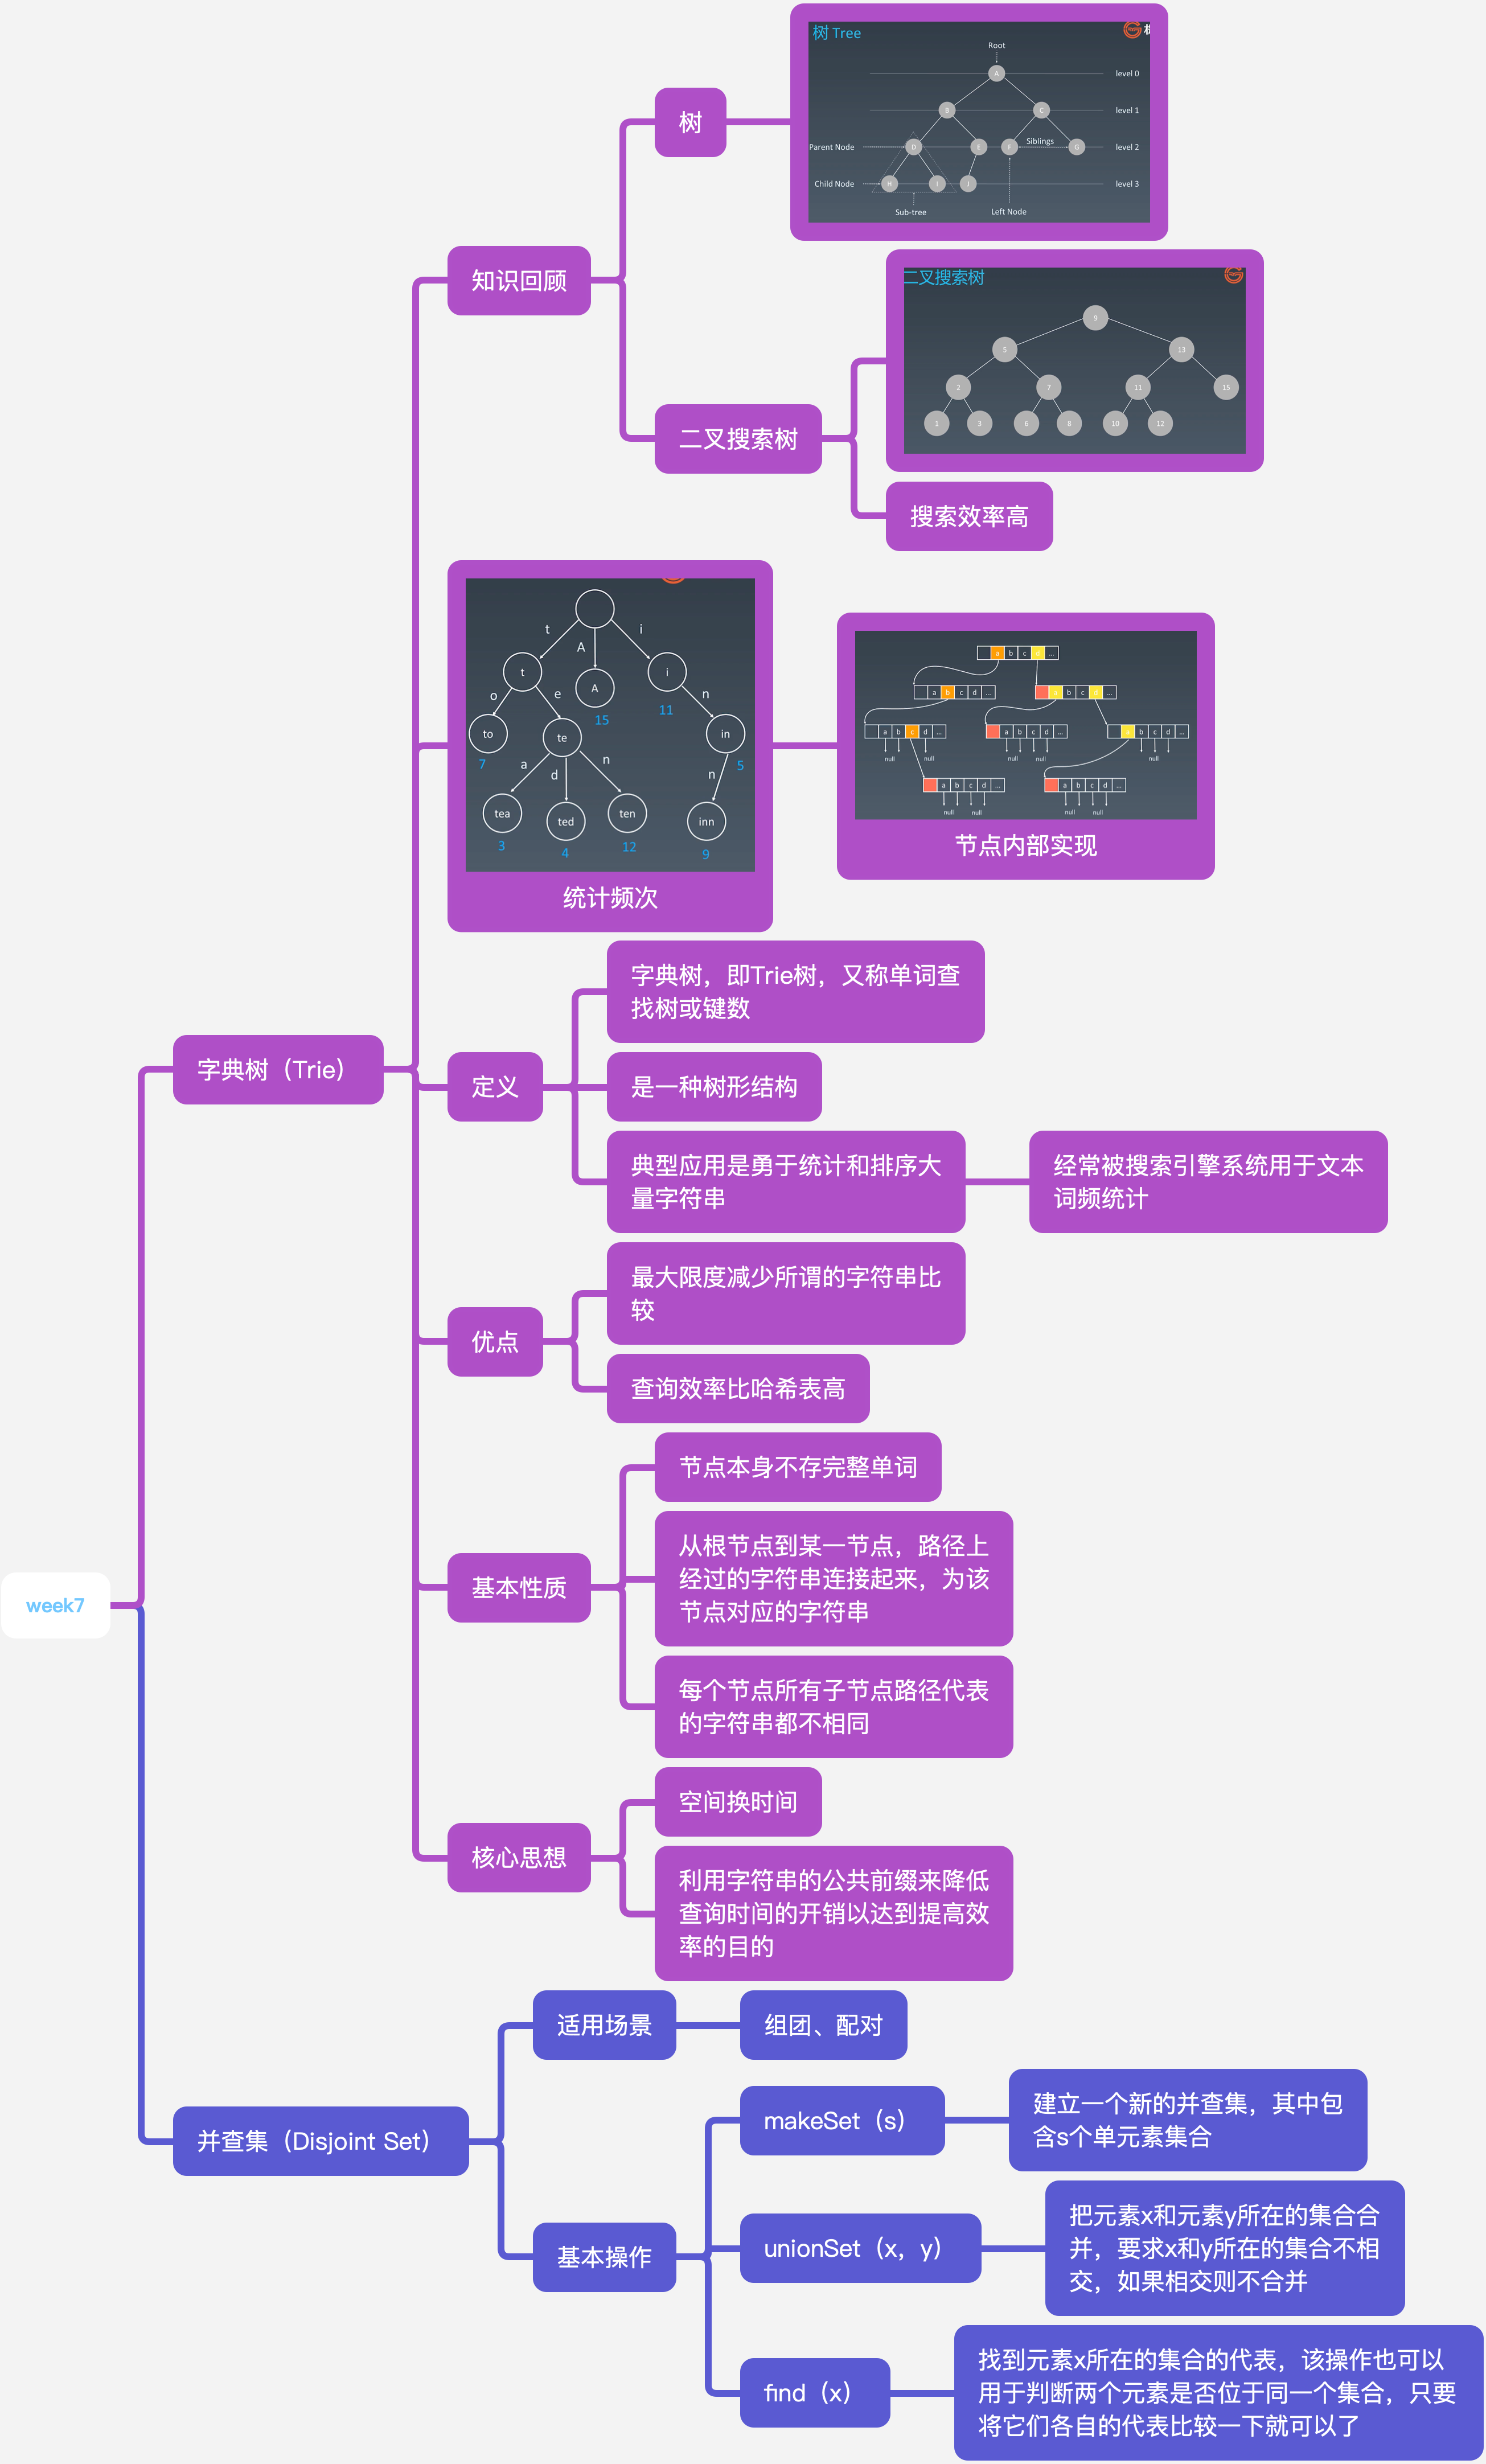 week7
字典树（Trie）
知识回顾
树
树 Tree
Root
A
level 0
B
C
level 1
Parent Node
D
E
F
Siblings
G
level 2
Child Node
H
I
J
level 3
Sub-tree
Left Node
二叉搜索树
二叉搜索树
9
5
13
2
7
11
15
1
3
6
8
10
12
搜索效率高
t
A
i
t
A
i
o
e
15
11
n
to
te
in
7
a
d
n
5
n
tea
ted
ten
inn
3
4
12
9
统计频次
a b c d ...
a b c d ...
a b c d ...
a b c d ...
a b c d ...
a b c d ...
null
null
null
null
null
a b c d ...
a b c d ...
null
null
null
null
节点内部实现
定义
字典树，即Trie树，又称单词查
找树或键数
是一种树形结构
典型应用是勇于统计和排序大
量字符串
经常被搜索引擎系统用于文本
词频统计
优点
最大限度减少所谓的字符串比
较
查询效率比哈希表高
基本性质
节点本身不存完整单词
从根节点到某一节点，路径上
经过的字符串连接起来，为该
节点对应的字符串
每个节点所有子节点路径代表
的字符串都不相同
核心思想
空间换时间
利用字符串的公共前缀来降低
查询时间的开销以达到提高效
率的目的
并查集（Disjoint Set）
适用场景
组团、配对
基本操作
makeSet（s）
建立一个新的并查集，其中包
含s个单元素集合
unionSet（x，y）
把元素x和元素y所在的集合合
并，要求x和y所在的集合不相
交，如果相交则不合并
find（x）
找到元素x所在的集合的代表，该操作也可以
用于判断两个元素是否位于同一个集合，只要
将它们各自的代表比较一下就可以了